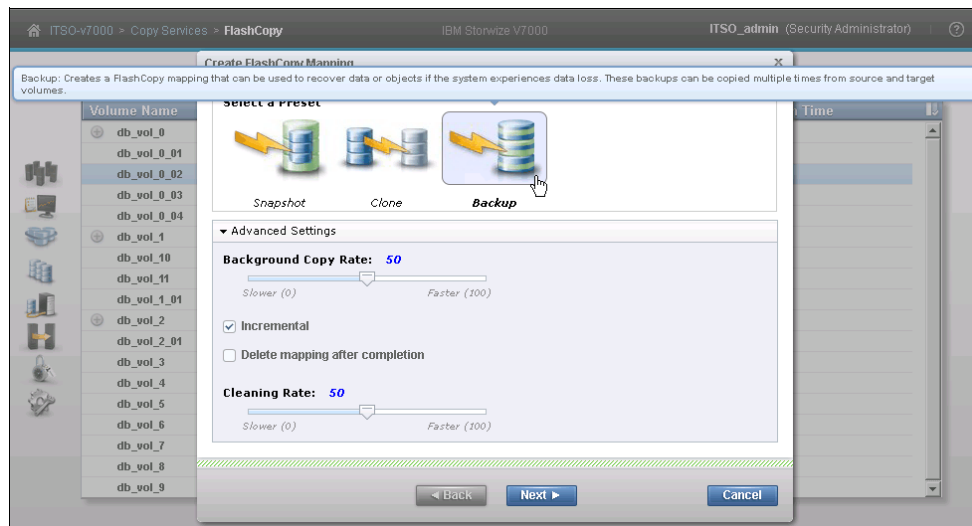 ITSO-v7000 > Copy Services > FlashCopy
IBM Storwize V7000
ITSO_admin (Security Administrator)
?
Create FlashCopy Mapping
X
Backup: Creates a FlashCopy mapping that can be used to recover data or objects if the system experiences data loss. These backups can be copied multiple times from source and target
volumes.
Volume Name
Time
Select a Preset
Snapshot
Clone
Backup
db_vol_0
db_vol_0_01
db_vol_0_02
db_vol_0_03
db_vol_0_04
db_vol_1
db_vol_10
db_vol_11
db_vol_1_01
db_vol_2
db_vol_2_01
db_vol_3
db_vol_4
db_vol_5
db_vol_6
db_vol_7
db_vol_8
db_vol_9
Advanced Settings
Background Copy Rate: 50
Slower (0)
Faster (100)
Incremental
Delete mapping after completion
Cleaning Rate: 50
Slower (0)
Faster (100)
Back
Next
Cancel